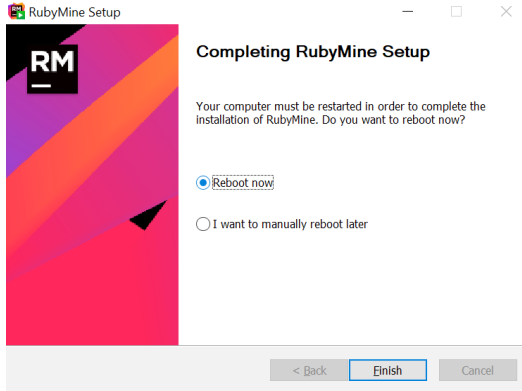 RubyMine Setup
RM
Completing RubyMine Setup
Your computer must be restarted in order to complete the
installation of RubyMine. Do you want to reboot now?
Reboot now
I want to manually reboot later
< Back
Finish
Cancel